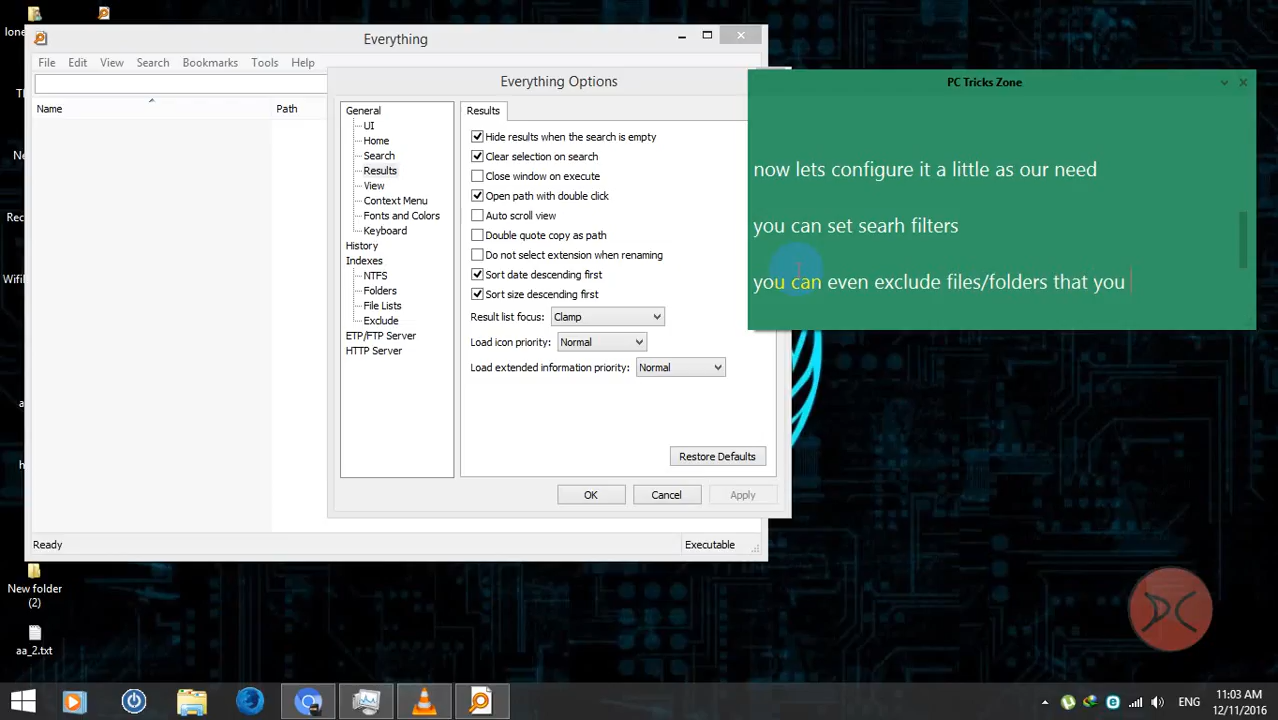 lone
Everything
File Edit View Search Bookmarks Tools Help
Name Path
Everything Options
General
UI
Home
Search
Results
View
Context Menu
Fonts and Colors
Keyboard
History
Indexes
NTFS
Folders
File Lists
Exclude
ETP/FTP Server
HTTP Server
Results
Hide results when the search is empty
Clear selection on search
Close window on execute
Open path with double click
Auto scroll view
Double quote copy as path
Do not select extension when renaming
Sort date descending first
Sort size descending first
Result list focus: Clamp
Load icon priority: Normal
Load extended information priority: Normal
Restore Defaults
OK Cancel Apply
Ready Executable
PC Tricks Zone
now lets configure it a little as our need
you can set searh filters
you can even exclude files/folders that you
Th
Ne
Rec
Wifil
a
h
New folder
(2)
aa_2.txt
PC
ENG
11:03 AM
12/11/2016